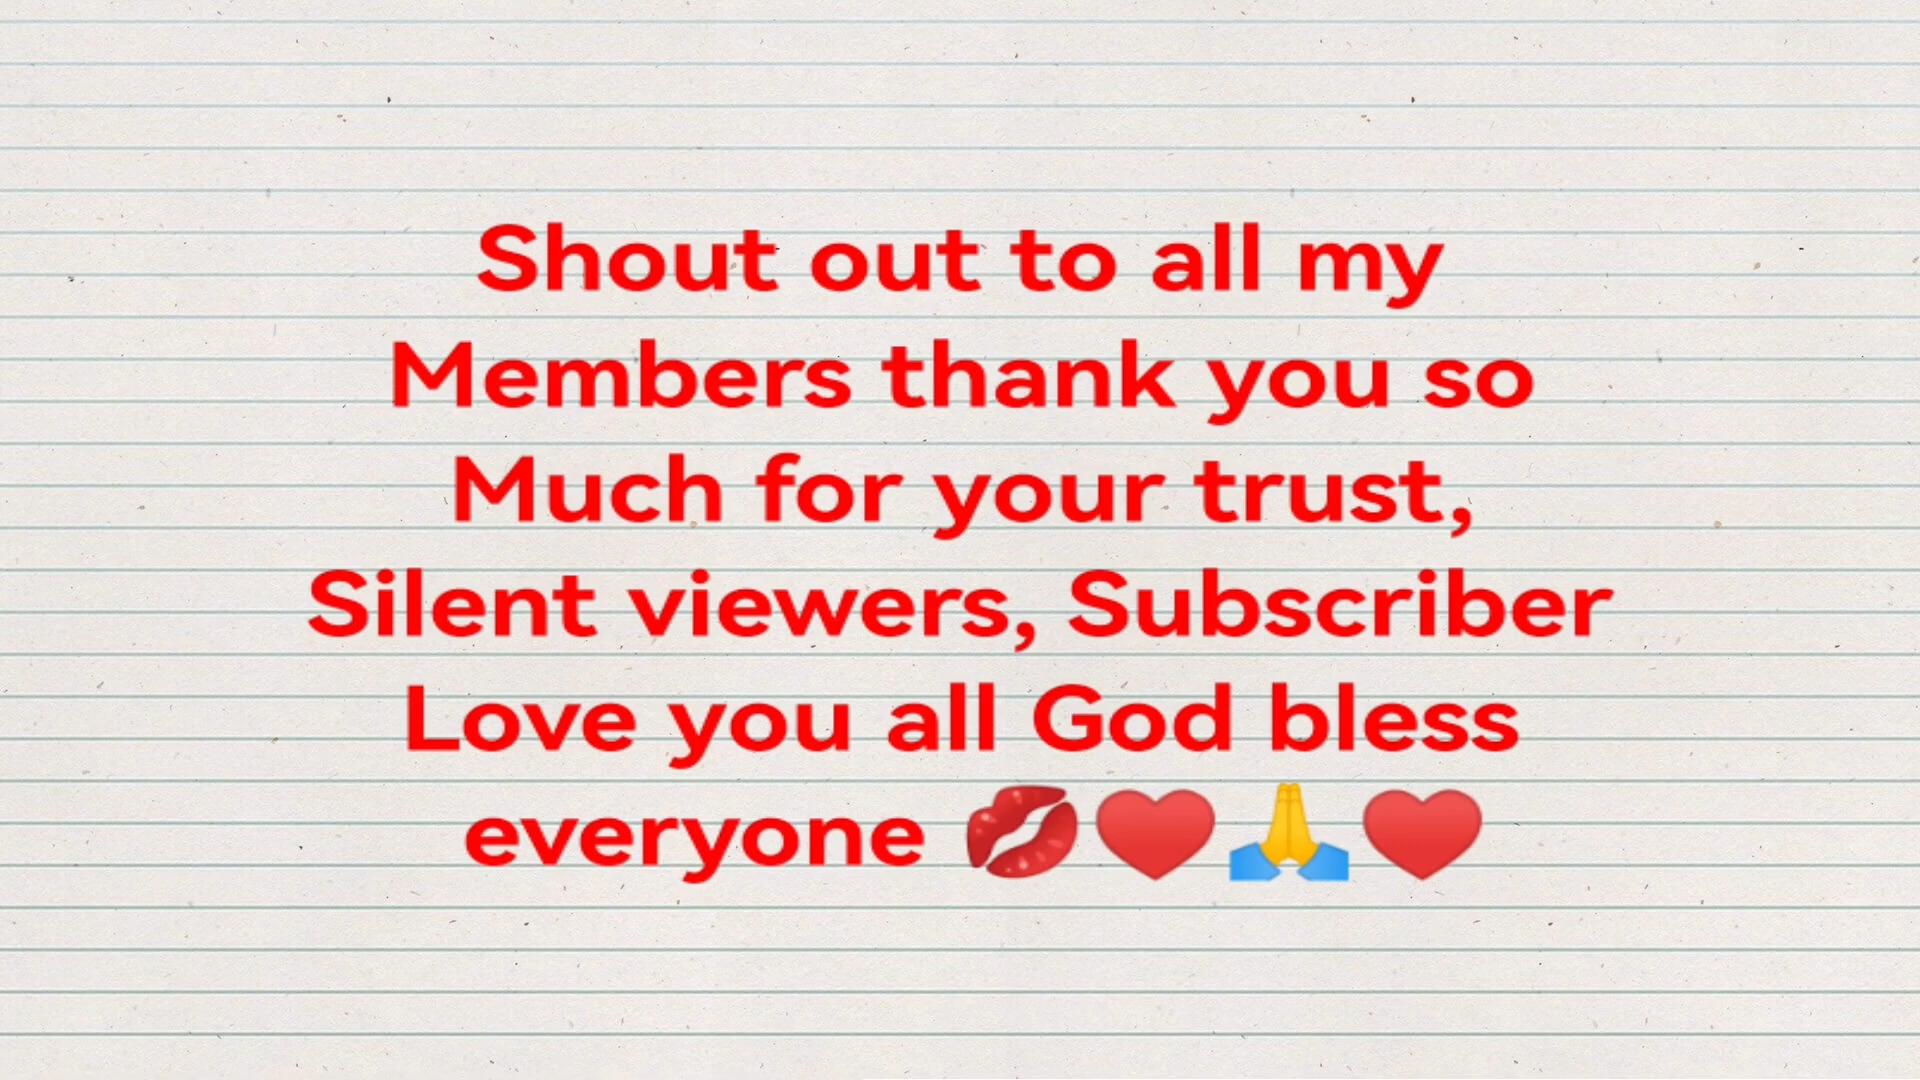 Shout out to all my
Members thank you so
Much for your trust,
Silent viewers, Subscriber
Love you all God bless
everyone 💋❤️🙏❤️